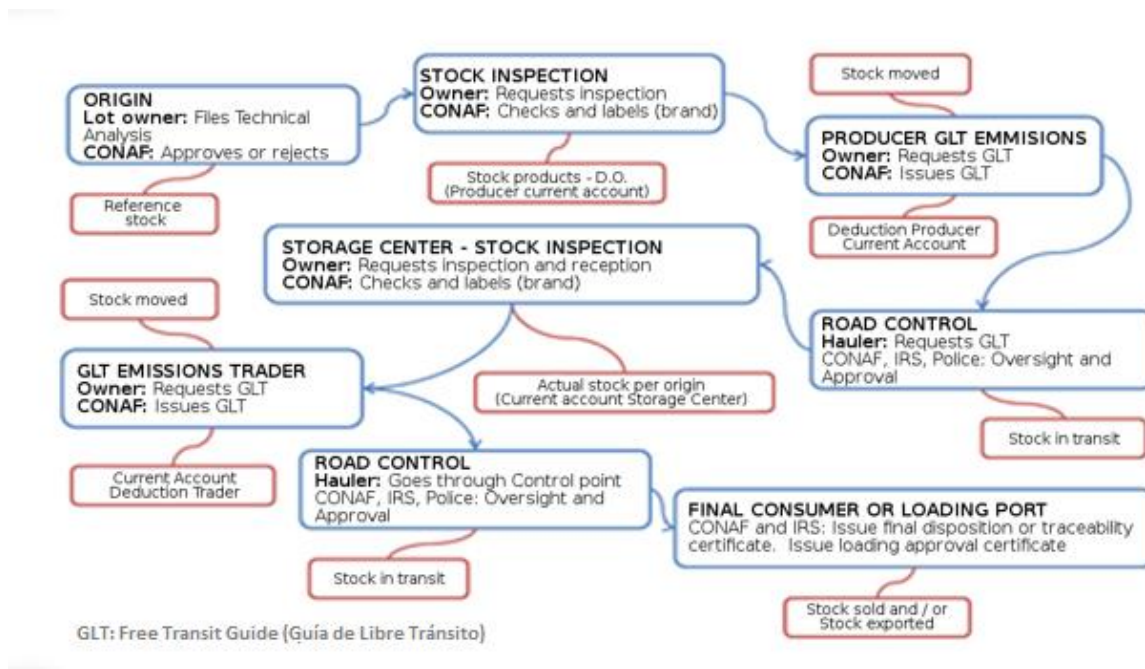 STOCK INSPECTION
Owner: Requests inspection
CONAF: Checks and labels (brand)
Stock moved
ORIGIN
Lot owner: Files Technical
Analysis
CONAF: Approves or rejects
PRODUCER GLT EMMISIONS
Owner: Requests GLT
CONAF: Issues GLT
Stock products - D.O.
(Producer current account)
Reference
stock
Deduction Producer
Current Account
STORAGE CENTER - STOCK INSPECTION
Owner: Requests inspection and reception
CONAF: Checks and labels (brand)
Stock moved
ROAD CONTROL
Hauler: Requests GLT
CONAF, IRS, Police: Oversight and
Approval
GLT EMISSIONS TRADER
Owner: Requests GLT
CONAF: Issues GLT
Actual stock per origin
(Current account Storage Center)
Stock in transit
Current Account
Deduction Trader
ROAD CONTROL
Hauler: Goes through Control point
CONAF, IRS, Police: Oversight and
Approval
FINAL CONSUMER OR LOADING PORT
CONAF and IRS: Issue final disposition or traceability
certificate. Issue loading approval certificate
Stock in transit
Stock sold and / or
Stock exported
GLT: Free Transit Guide (Guía de Libre Tránsito)